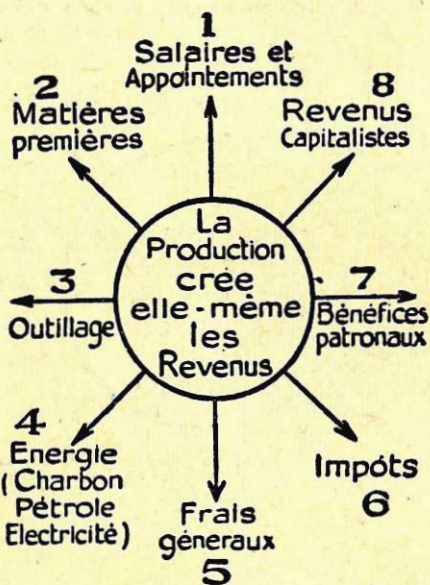 1
Salaires et
Appointements
2
Matières
premières
3
Outillage
4
Energie
(Charbon
Pétrole
Electricité)
5
Frais
géneraux
6
Impôts
7
Bénéfices
patronaux
8
Revenus
Capitalistes
La
Production
crée
elle-même
les
Revenus